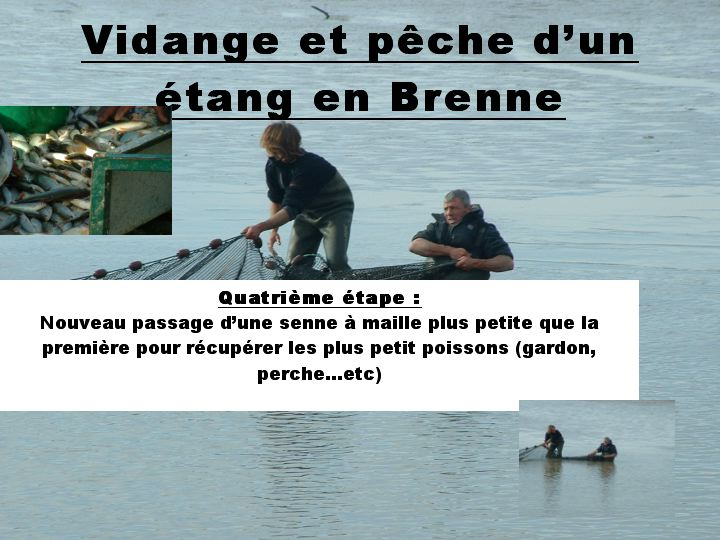 Vidange et pêche d’un
étang en Brenne
Quatrième étape :
Nouveau passage d’une senne à maille plus petite que la
première pour récupérer les plus petit poissons (gardon,
perche…etc)